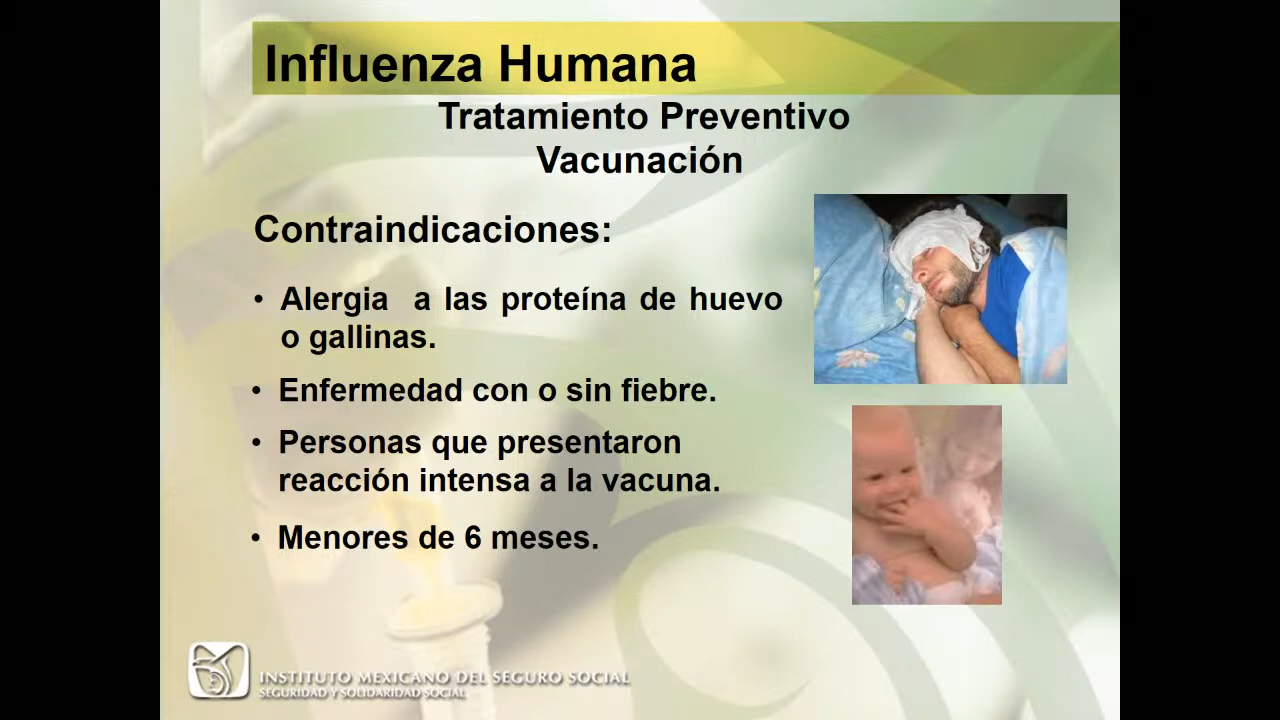 Influenza Humana
Tratamiento Preventivo
Vacunación
Contraindicaciones:
• Alergia a las proteína de huevo
o gallinas.
• Enfermedad con o sin fiebre.
• Personas que presentaron
reacción intensa a la vacuna.
• Menores de 6 meses.
INSTITUTO MEXICANO DEL SEGURO SOCIAL
SEGURIDAD Y SOLIDARIDAD SOCIAL